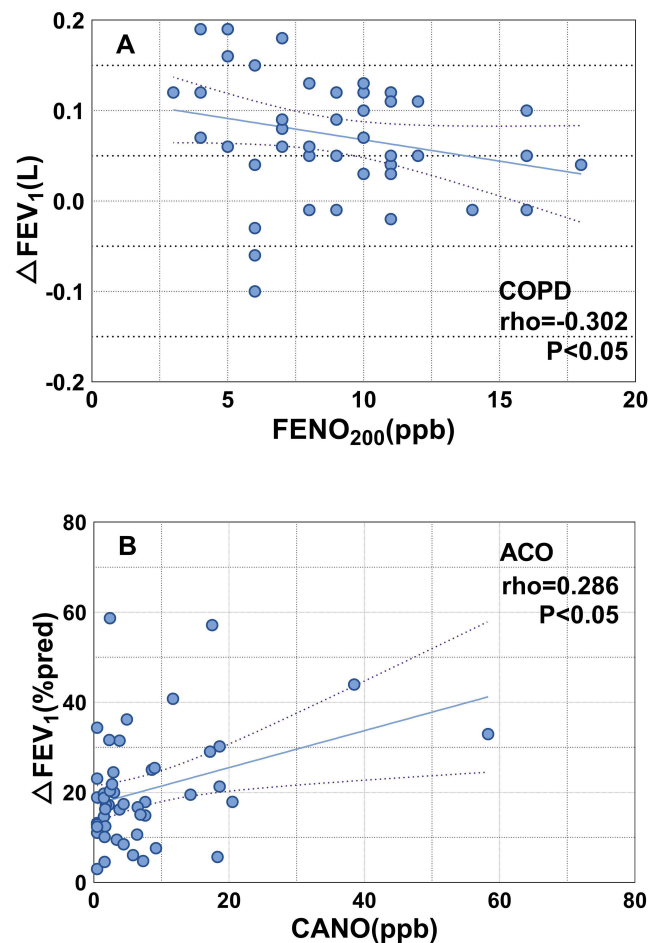 A
0.2
0.1
0.0
-0.1
-0.2
△FEV₁(L)
COPD
rho=-0.302
P<0.05
0 5 10 15 20
FENO₂₀₀(ppb)
B
80
60
40
20
0
△FEV₁(%pred)
ACO
rho=0.286
P<0.05
0 20 40 60 80
CANO(ppb)